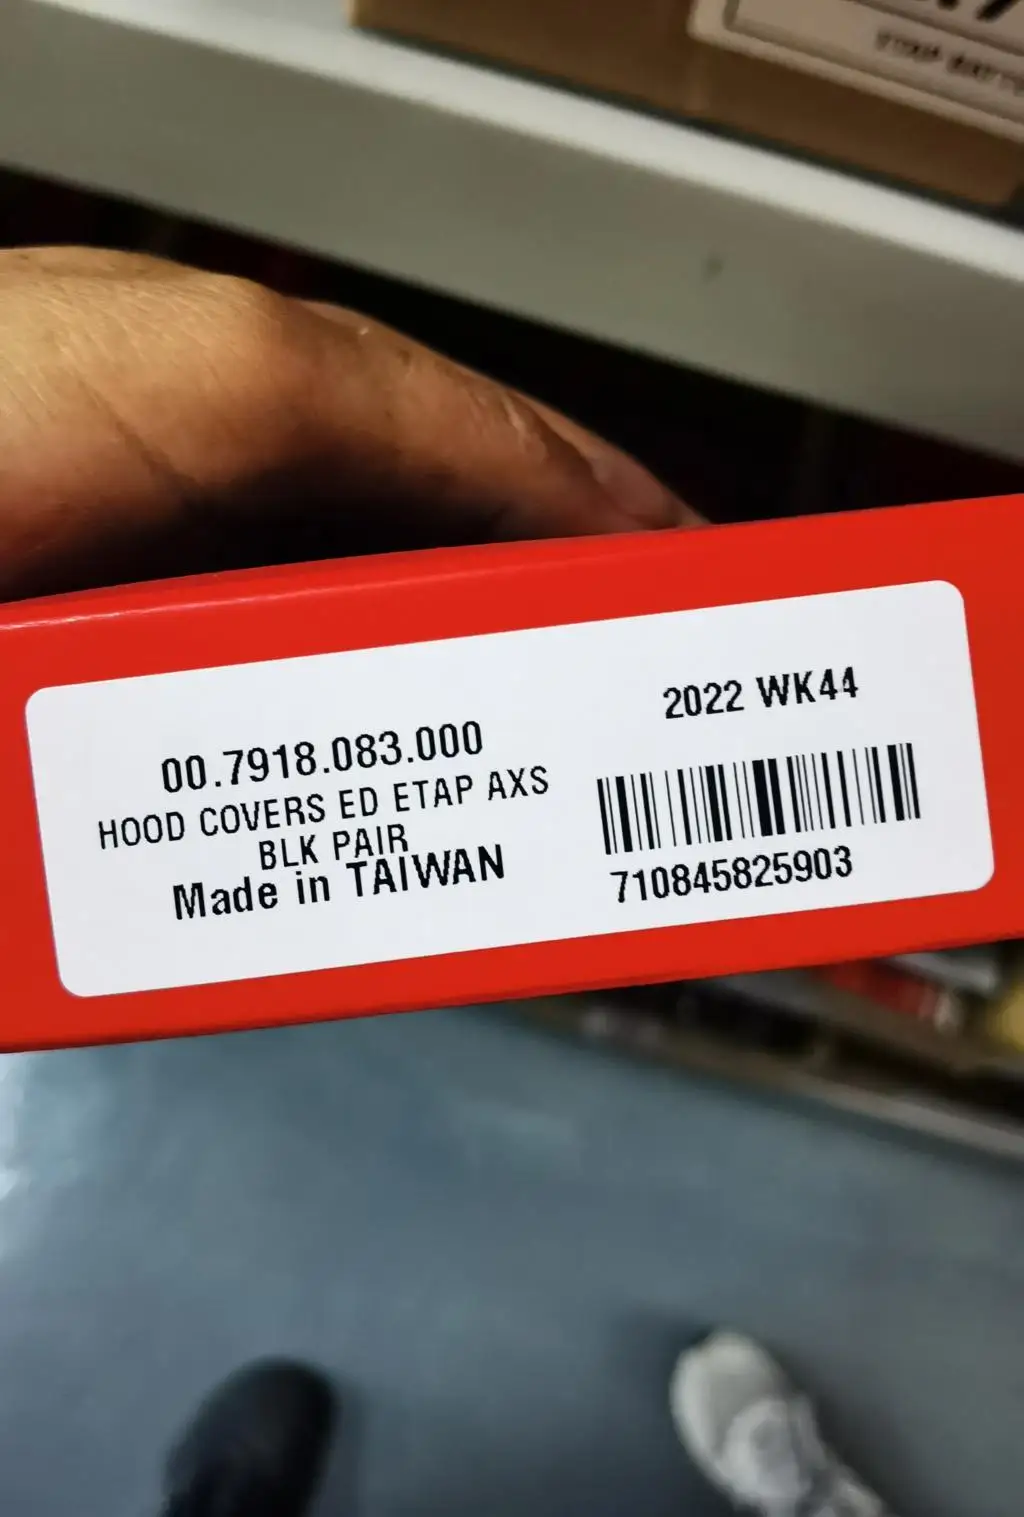 00.7918.083.000
HOOD COVERS ED ETAP AXS
BLK PAIR
Made in TAIWAN
2022 WK44
710845825903